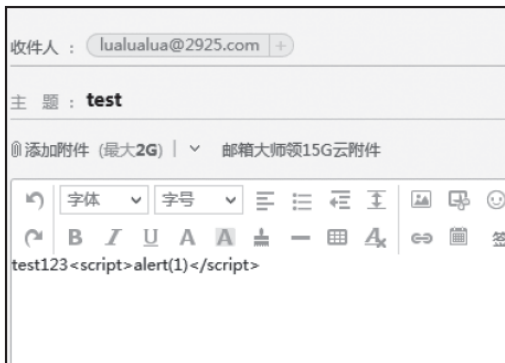 收件人： lualualua@2925.com +
主 题： test
添加附件 (最大2G) | 邮箱大师领15G云附件
字体 字号
B I U A A A 签
test123<script>alert(1)</script>